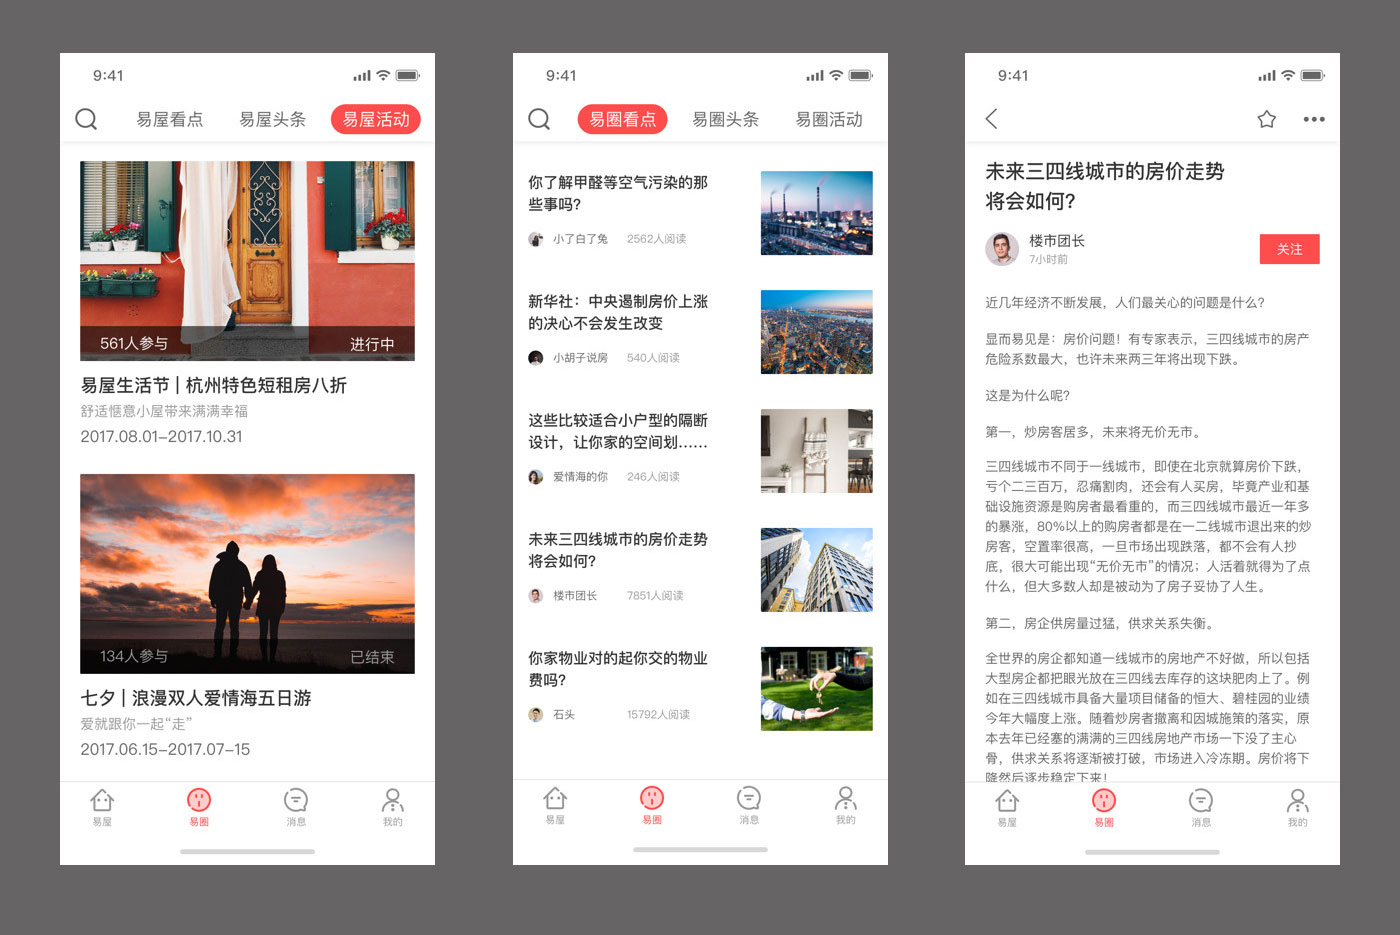 9:41
易屋看点 易屋头条 易屋活动
561人参与 进行中
易屋生活节 | 杭州特色短租房八折
舒适惬意小屋带来满满幸福
2017.08.01-2017.10.31
134人参与 已结束
七夕 | 浪漫双人爱情海五日游
爱就跟你一起“走”
2017.06.15-2017.07-15
易屋 易圈 消息 我的
9:41
易圈看点 易圈头条 易圈活动
你了解甲醛等空气污染的那
些事吗?
小了白了兔 2562人阅读
新华社：中央遏制房价上涨
的决心不会发生改变
小胡子说房 540人阅读
这些比较适合小户型的隔断
设计，让你家的空间划……
爱情海的你 246人阅读
未来三四线城市的房价走势
将会如何?
楼市团长 7851人阅读
你家物业对的起你交的物业
费吗?
石头 15792人阅读
易屋 易圈 消息 我的
9:41
未来三四线城市的房价走势
将会如何?
楼市团长
7小时前
关注
近几年经济不断发展，人们最关心的问题是什么?
显而易见是：房价问题！有专家表示，三四线城市的房产
危险系数最大，也许未来两三年将出现下跌。
这是为什么呢?
第一，炒房客居多，未来将无价无市。
三四线城市不同于一线城市，即使在北京就算房价下跌，
亏个二三百万，忍痛割肉，还会有人买房，毕竟产业和基
础设施资源是购房者最看重的，而三四线城市最近一年多
的暴涨，80%以上的购房者都是在一二线城市退出来的炒
房客，空置率很高，一旦市场出现跌落，都不会有人抄
底，很大可能出现“无价无市”的情况；人活着就得为了点
什么，但大多数人却是被动为了房子妥协了人生。
第二，房企供房量过猛，供求关系失衡。
全世界的房企都知道一线城市的房地产不好做，所以包括
大型房企都把眼光放在三四线去库存的这块肥肉上了。例
如在三四线城市具备大量项目储备的恒大、碧桂园的业绩
今年大幅度上涨。随着炒房者撤离和因城施策的落实，原
本去年已经塞的满满的三四线房地产市场一下没了主心
骨，供求关系将逐渐被打破，市场进入冷冻期。房价将下
降然后逐步稳定下来！
易屋 易圈 消息 我的